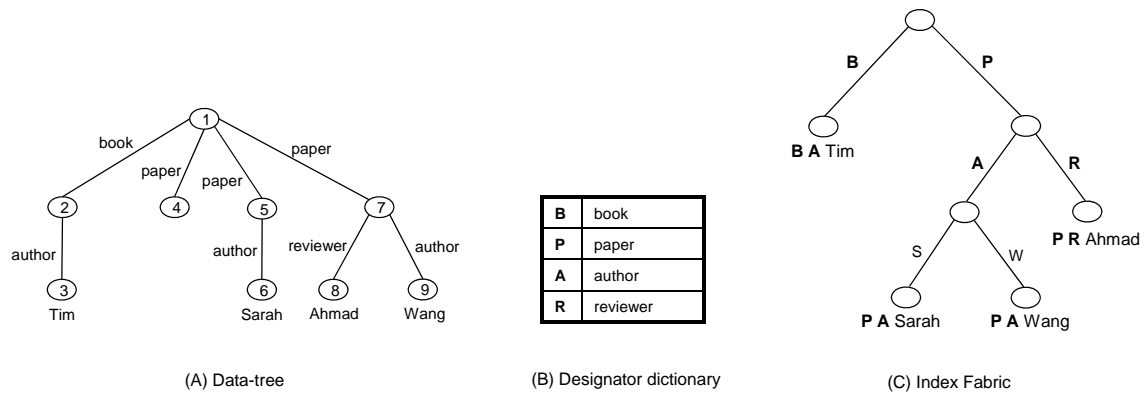 1
book
paper
paper
paper
2
4
5
7
author
author
reviewer
author
3
6
8
9
Tim
Sarah
Ahmad
Wang
(A) Data-tree
B book
P paper
A author
R reviewer
(B) Designator dictionary
B
P
B A Tim
A
R
P R Ahmad
S
W
P A Sarah
P A Wang
(C) Index Fabric